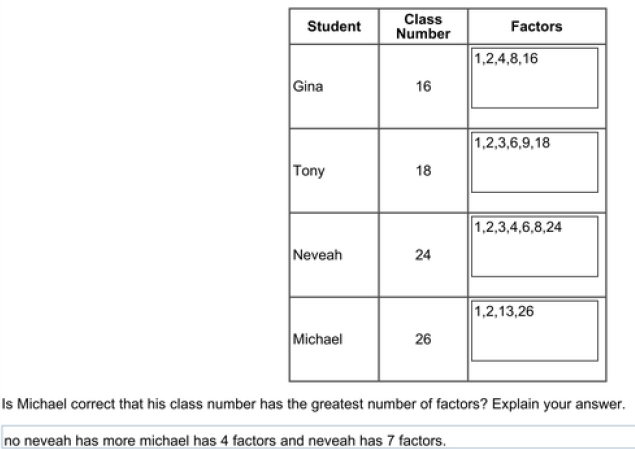 Student Class Number Factors
Gina 16 1,2,4,8,16
Tony 18 1,2,3,6,9,18
Neveah 24 1,2,3,4,6,8,24
Michael 26 1,2,13,26
Is Michael correct that his class number has the greatest number of factors? Explain your answer.
no neveah has more michael has 4 factors and neveah has 7 factors.